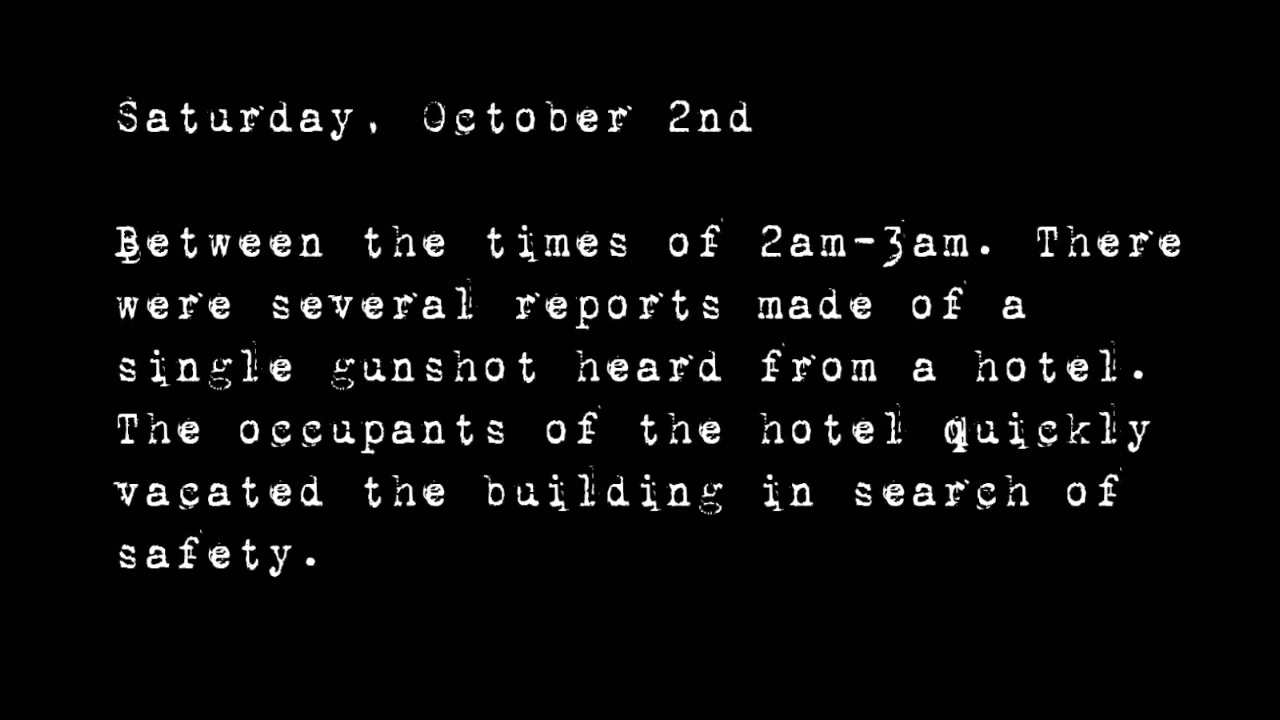 Saturday, October 2nd
Between the times of 2am-3am. There
were several reports made of a
single gunshot heard from a hotel.
The occupants of the hotel quickly
vacated the building in search of
safety.